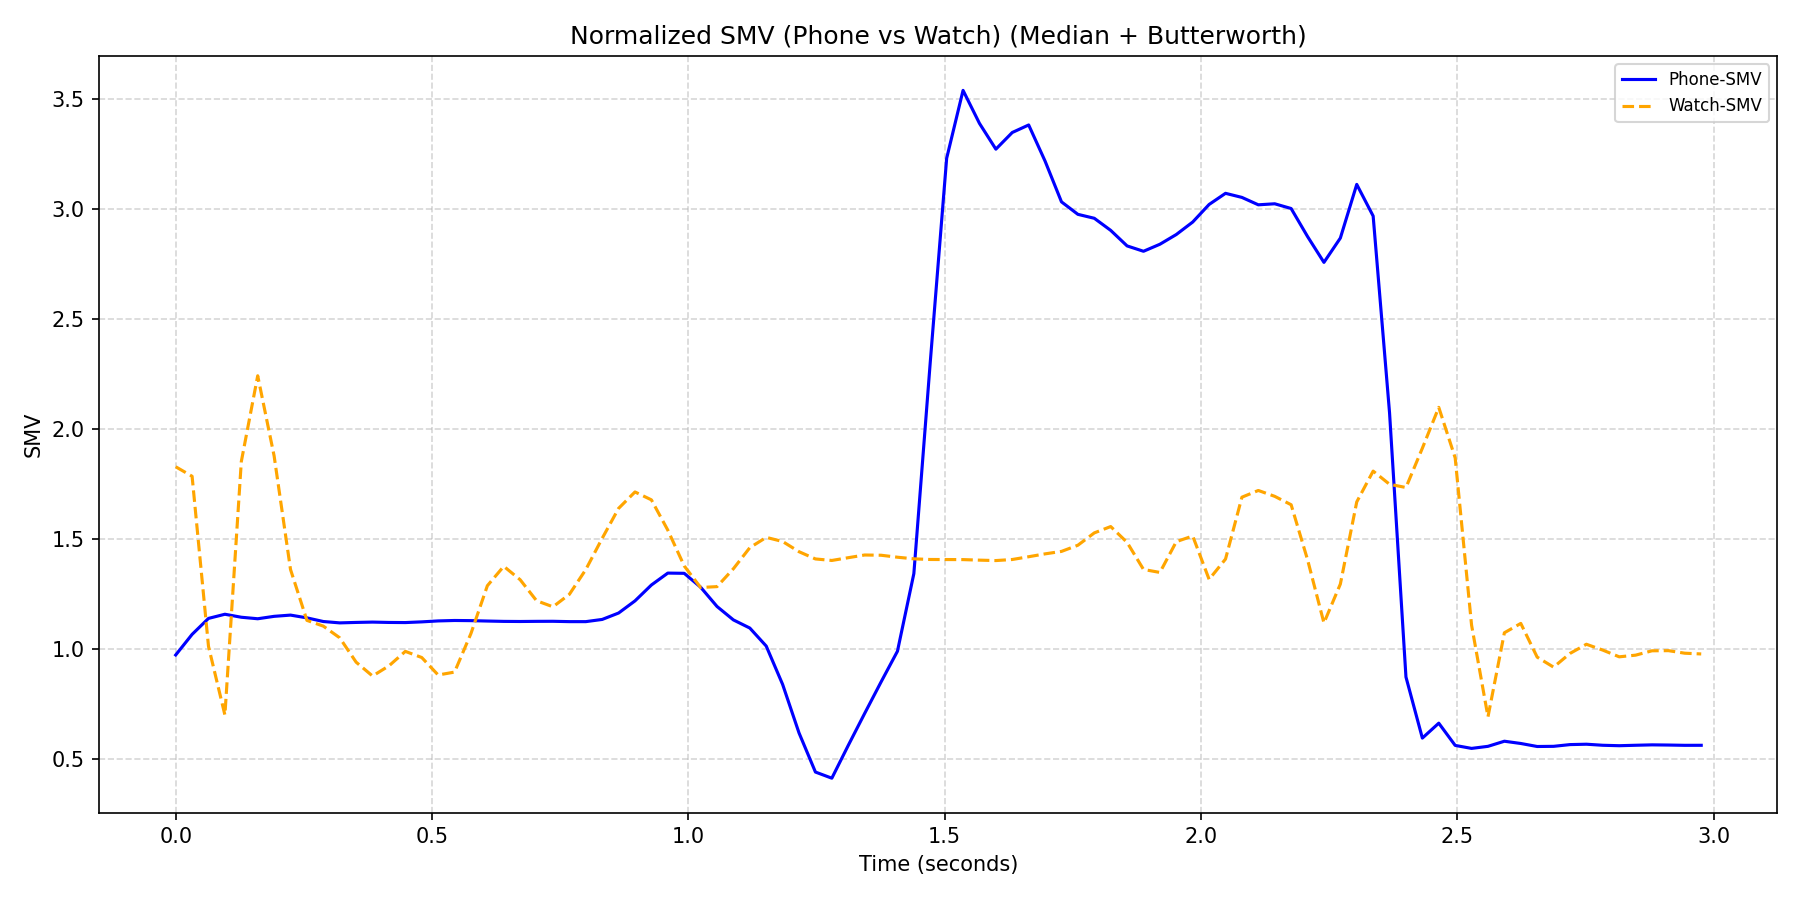 Normalized SMV (Phone vs Watch) (Median + Butterworth)
Phone-SMV
Watch-SMV
3.5
3.0
2.5
2.0
1.5
1.0
0.5
SMV
0.0 0.5 1.0 1.5 2.0 2.5 3.0
Time (seconds)